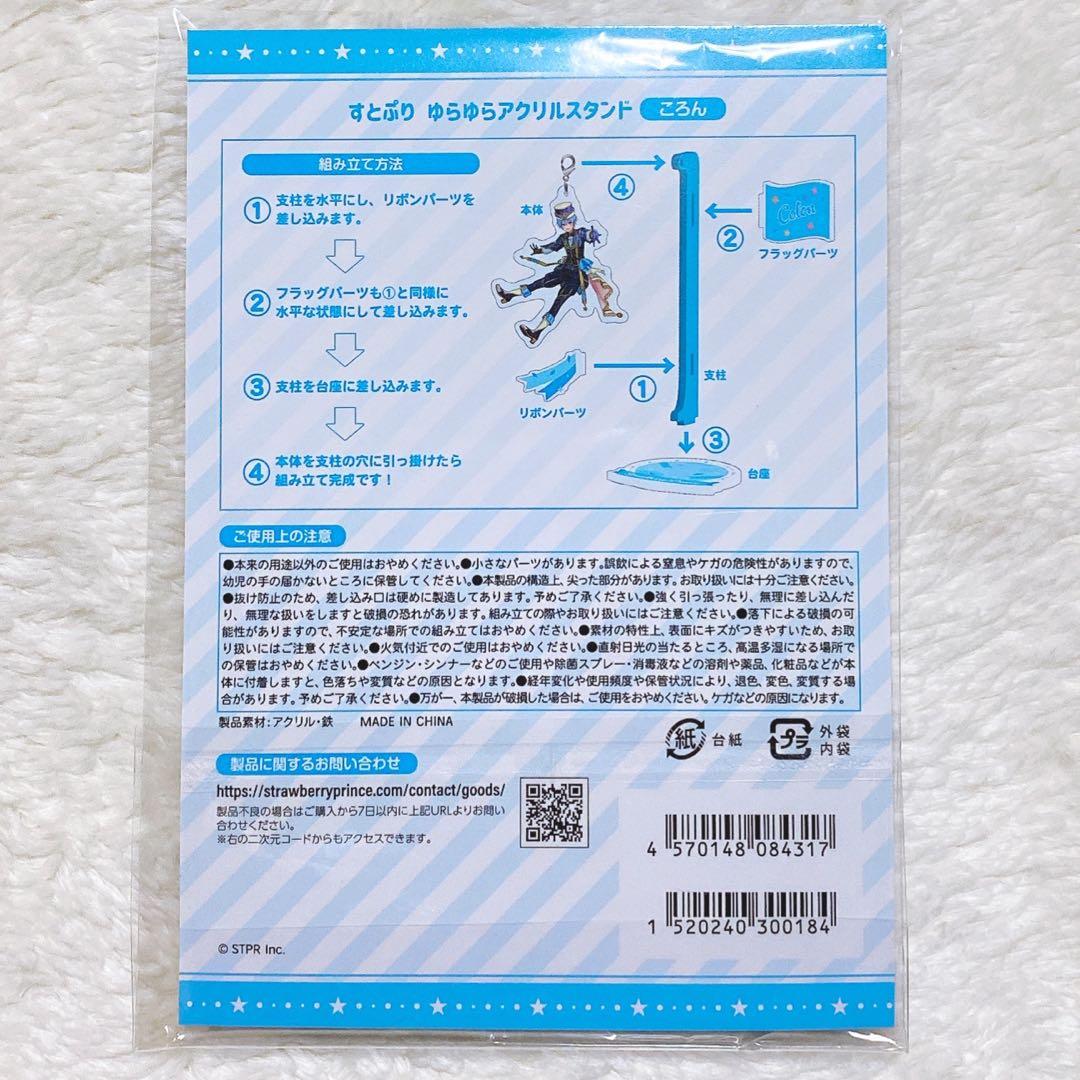 すとぷり ゆらゆらアクリルスタンド ころん
組み立て方法
① 支柱を水平にし、リボンパーツを
差し込みます。
② フラッグパーツも①と同様に
水平な状態にして差し込みます。
③ 支柱を台座に差し込みます。
④ 本体を支柱の穴に引っ掛けたら
組み立て完成です！
④
本体
Colon
②
フラッグパーツ
①
リボンパーツ
支柱
③
台座
ご使用上の注意
●本来の用途以外のご使用はおやめください。●小さなパーツがあります。誤飲による窒息やケガの危険性がありますので、
幼児の手の届かないところに保管してください。●本製品の構造上、尖った部分があります。お取り扱いには十分ご注意ください。
●抜け防止のため、差し込み口は硬めに製造してあります。予めご了承ください。●強く引っ張ったり、無理に差し込んだ
り、無理な扱いをしますと破損の恐れがあります。組み立ての際やお取り扱いにはご注意ください。●落下による破損の可
能性がありますので、不安定な場所での組み立てはおやめください。●素材の特性上、表面にキズがつきやすいため、お取
り扱いにはご注意ください。●火気付近でのご使用はおやめください。●直射日光の当たるところ、高温多湿になる場所で
の保管はおやめください。●ベンジン・シンナーなどのご使用や除菌スプレー・消毒液などの溶剤や薬品、化粧品などが本
体に付着しますと、色落ちや変質などの原因となります。●経年変化や使用頻度や保管状況により、退色、変色、変質する場
合があります。予めご了承ください。●万が一、本製品が破損した場合は、ご使用をおやめください。ケガなどの原因になります。
製品素材：アクリル・鉄 MADE IN CHINA
紙 台紙
プラ 外袋
内袋
製品に関するお問い合わせ
https://strawberryprince.com/contact/goods/
製品不良の場合はご購入から7日以内に上記URLよりお問い
合わせください。
※右の二次元コードからもアクセスできます。
4 570148 084317
1 520240 300184
© STPR Inc.